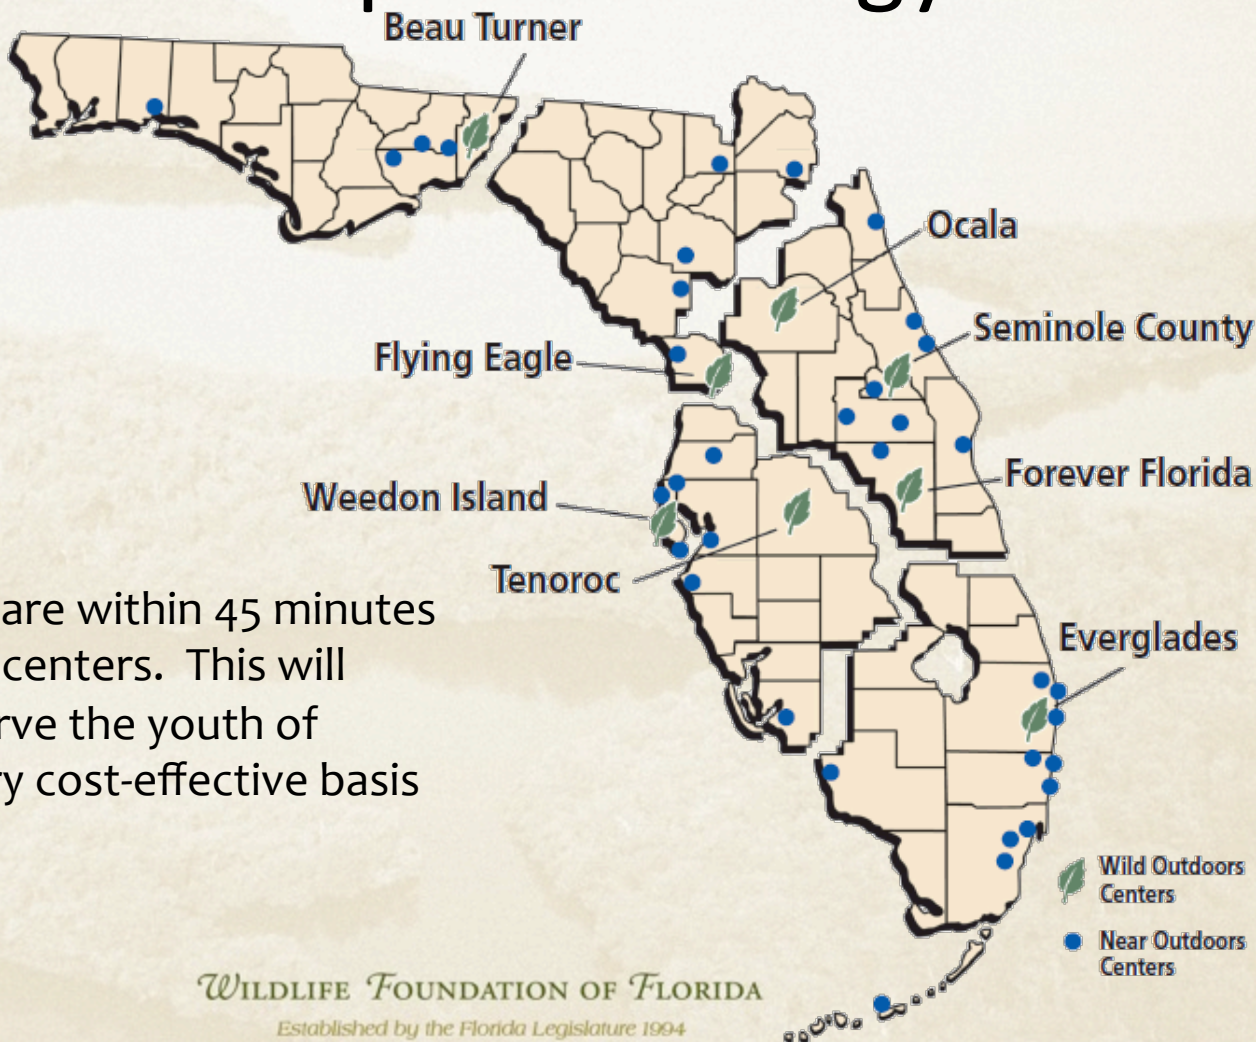 Beau Turner
Ocala
Seminole County
Flying Eagle
Forever Florida
Weedon Island
Tenoroc
are within 45 minutes
centers. This will
rve the youth of
ry cost-effective basis
Everglades
Wild Outdoors
Centers
Near Outdoors
Centers
WILDLIFE FOUNDATION OF FLORIDA
Established by the Florida Legislature 1994